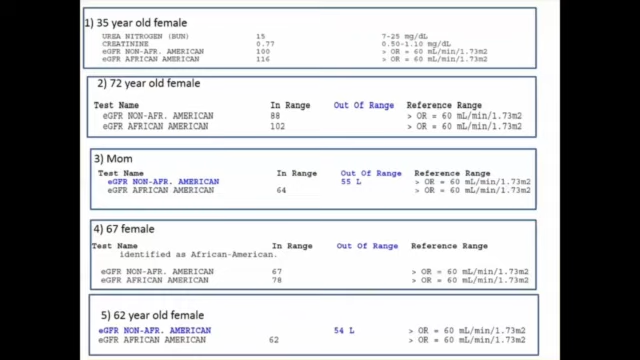 1) 35 year old female
UREA NITROGEN (BUN) 15 7-25 mg/dL
CREATININE 0.77 0.50-1.10 mg/dL
eGFR NON-AFR. AMERICAN 100 > OR = 60 mL/min/1.73m2
eGFR AFRICAN AMERICAN 116 > OR = 60 mL/min/1.73m2
2) 72 year old female
Test Name In Range Out Of Range Reference Range
eGFR NON-AFR. AMERICAN 88 > OR = 60 mL/min/1.73m2
eGFR AFRICAN AMERICAN 102 > OR = 60 mL/min/1.73m2
3) Mom
Test Name In Range Out Of Range Reference Range
eGFR NON-AFR. AMERICAN 55 L > OR = 60 mL/min/1.73m2
eGFR AFRICAN AMERICAN 64 > OR = 60 mL/min/1.73m2
4) 67 female
Test Name In Range Out Of Range Reference Range
identified as African-American.
eGFR NON-AFR. AMERICAN 67 > OR = 60 mL/min/1.73m2
eGFR AFRICAN AMERICAN 78 > OR = 60 mL/min/1.73m2
5) 62 year old female
eGFR NON-AFR. AMERICAN 54 L > OR = 60 mL/min/1.73m2
eGFR AFRICAN AMERICAN 62 > OR = 60 mL/min/1.73m2